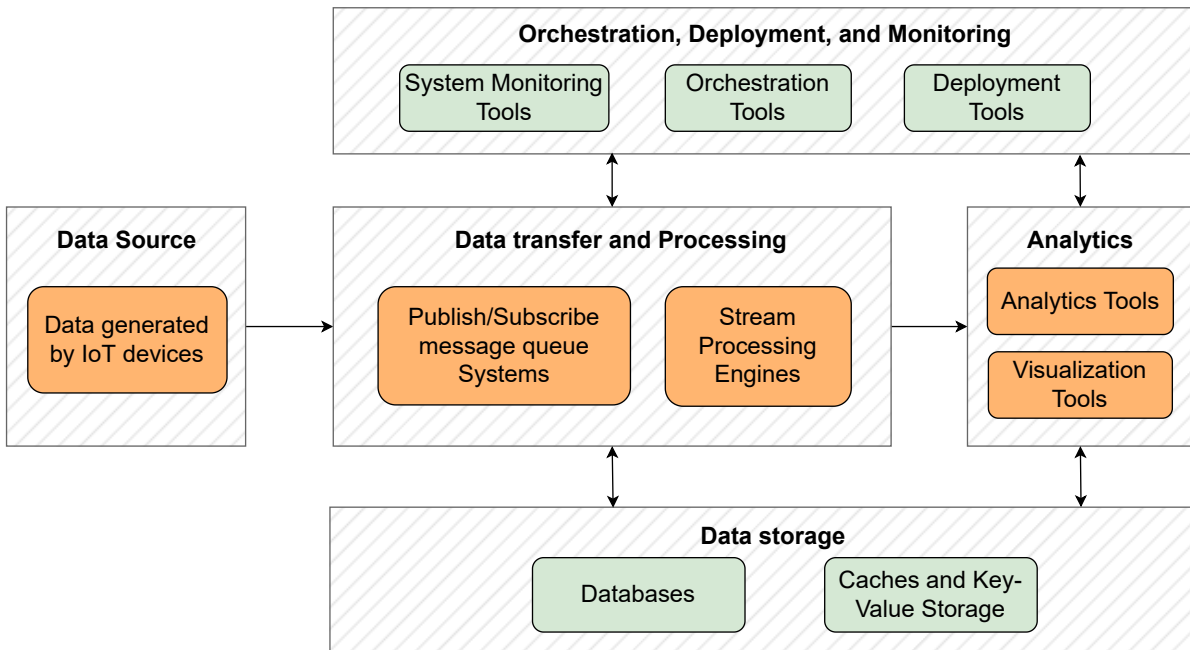 Orchestration, Deployment, and Monitoring
System Monitoring
Tools
Orchestration
Tools
Deployment
Tools
Data Source
Data generated
by IoT devices
Data transfer and Processing
Publish/Subscribe
message queue
Systems
Stream
Processing
Engines
Analytics
Analytics Tools
Visualization
Tools
Data storage
Databases
Caches and Key-
Value Storage